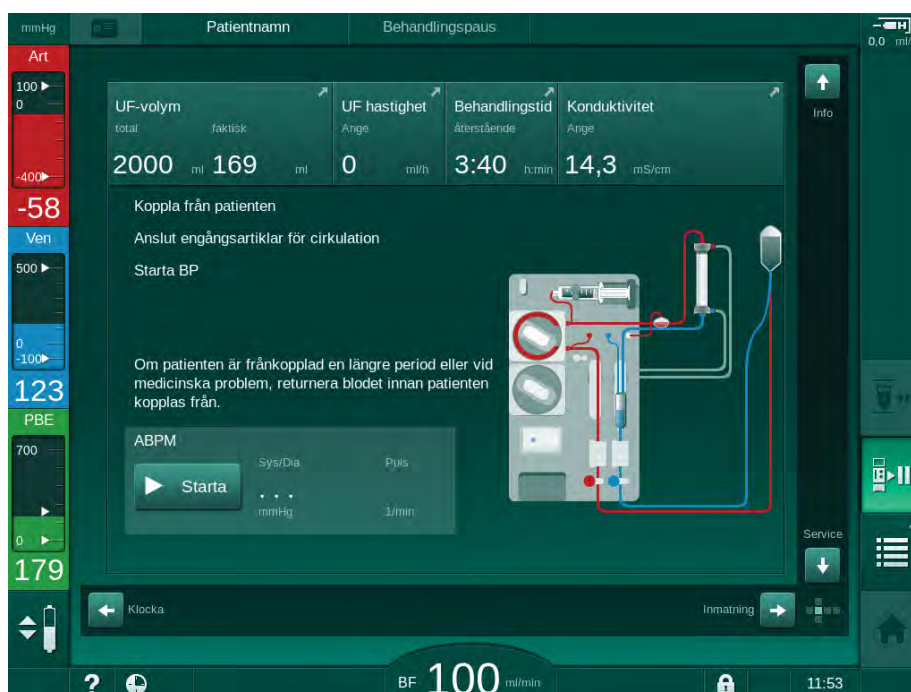 mmHg
Patientnamn
Behandlingspaus
0,0 ml/
Art
100
0
-400
-58
Ven
500
0
-100
123
PBE
700
0
179
UF-volym
total faktisk
2000 ml 169 ml
UF hastighet
Ange
0 ml/h
Behandlingstid
återstående
3:40 h:min
Konduktivitet
Ange
14,3 mS/cm
Info
Koppla från patienten
Anslut engångsartiklar för cirkulation
Starta BP
Om patienten är frånkopplad en längre period eller vid
medicinska problem, returnera blodet innan patienten
kopplas från.
ABPM
Sys/Dia Puls
Starta
. . .
mmHg 1/min
Service
Klocka
Inmatning
?
BF 100 ml/min
11:53